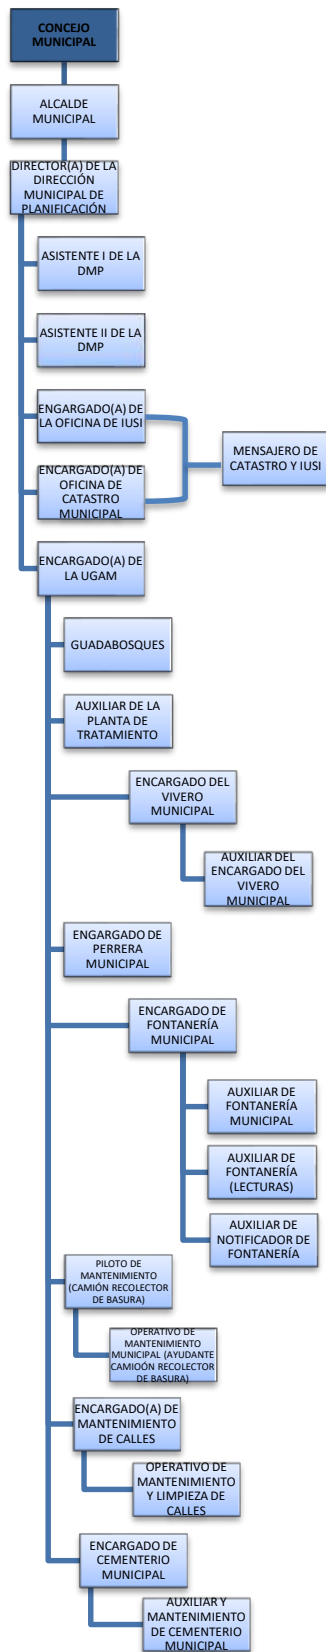 CONCEJO
MUNICIPAL
ALCALDE
MUNICIPAL
DIRECTOR(A) DE LA
DIRECCIÓN
MUNICIPAL DE
PLANIFICACIÓN
ASISTENTE I DE LA
DMP
ASISTENTE II DE LA
DMP
ENGARGADO(A) DE
LA OFICINA DE IUSI
ENCARGADO(A) DE
OFICINA DE
CATASTRO
MUNICIPAL
MENSAJERO DE
CATASTRO Y IUSI
ENCARGADO(A) DE
LA UGAM
GUADABOSQUES
AUXILIAR DE LA
PLANTA DE
TRATAMIENTO
ENCARGADO DEL
VIVERO
MUNICIPAL
AUXILIAR DEL
ENCARGADO DEL
VIVERO
MUNICIPAL
ENGARGADO DE
PERRERA
MUNICIPAL
ENCARGADO DE
FONTANERÍA
MUNICIPAL
AUXILIAR DE
FONTANERÍA
MUNICIPAL
AUXILIAR DE
FONTANERÍA
(LECTURAS)
AUXILIAR DE
NOTIFICADOR DE
FONTANERÍA
PILOTO DE
MANTENIMIENTO
(CAMIÓN RECOLECTOR
DE BASURA)
OPERATIVO DE
MANTENIMIENTO
MUNICIPAL (AYUDANTE
CAMIOÓN RECOLECTOR
DE BASURA)
ENCARGADO(A) DE
MANTENIMIENTO
DE CALLES
OPERATIVO DE
MANTENIMIENTO
Y LIMPIEZA DE
CALLES
ENCARGADO DE
CEMENTERIO
MUNICIPAL
AUXILIAR Y
MANTENIMIENTO
DE CEMENTERIO
MUNICIPAL